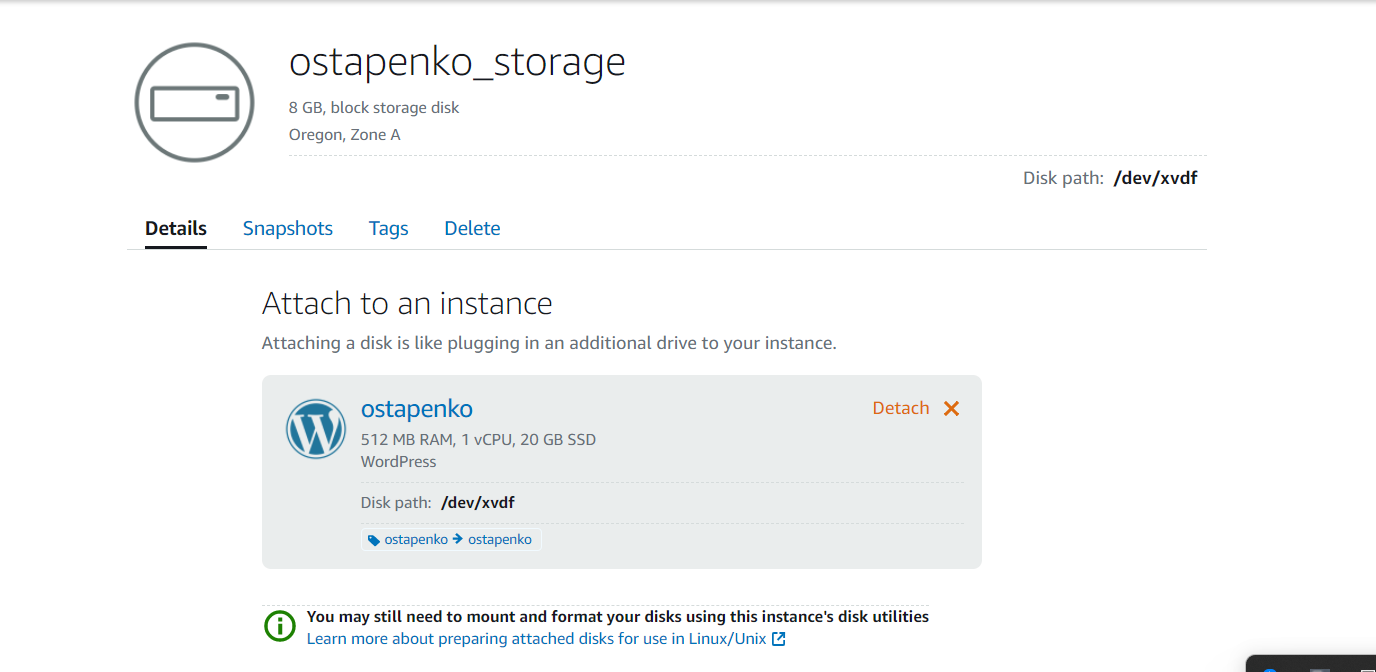 ostapenko_storage
8 GB, block storage disk
Oregon, Zone A
Disk path: /dev/xvdf
Details Snapshots Tags Delete
Attach to an instance
Attaching a disk is like plugging in an additional drive to your instance.
ostapenko Detach
512 MB RAM, 1 vCPU, 20 GB SSD
WordPress
Disk path: /dev/xvdf
ostapenko → ostapenko
You may still need to mount and format your disks using this instance's disk utilities
Learn more about preparing attached disks for use in Linux/Unix